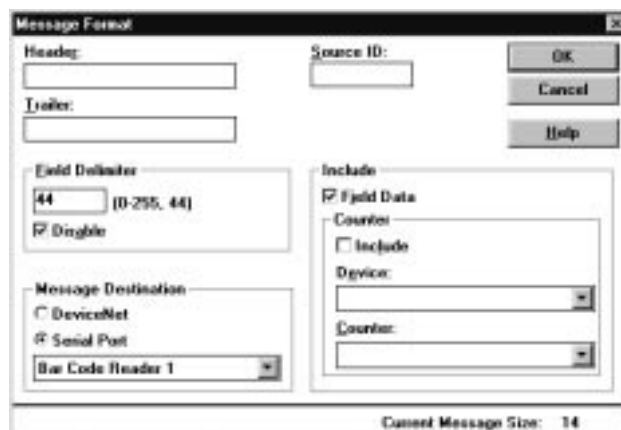 Message Format
Header:
Source ID:
OK
Cancel
Trailer:
Help
Field Delimiter
44 (0-255, 44)
Disable
Include
Field Data
Counter
Include
Device:
Message Destination
DeviceNet
Serial Port
Bar Code Reader 1
Counter:
Current Message Size: 14